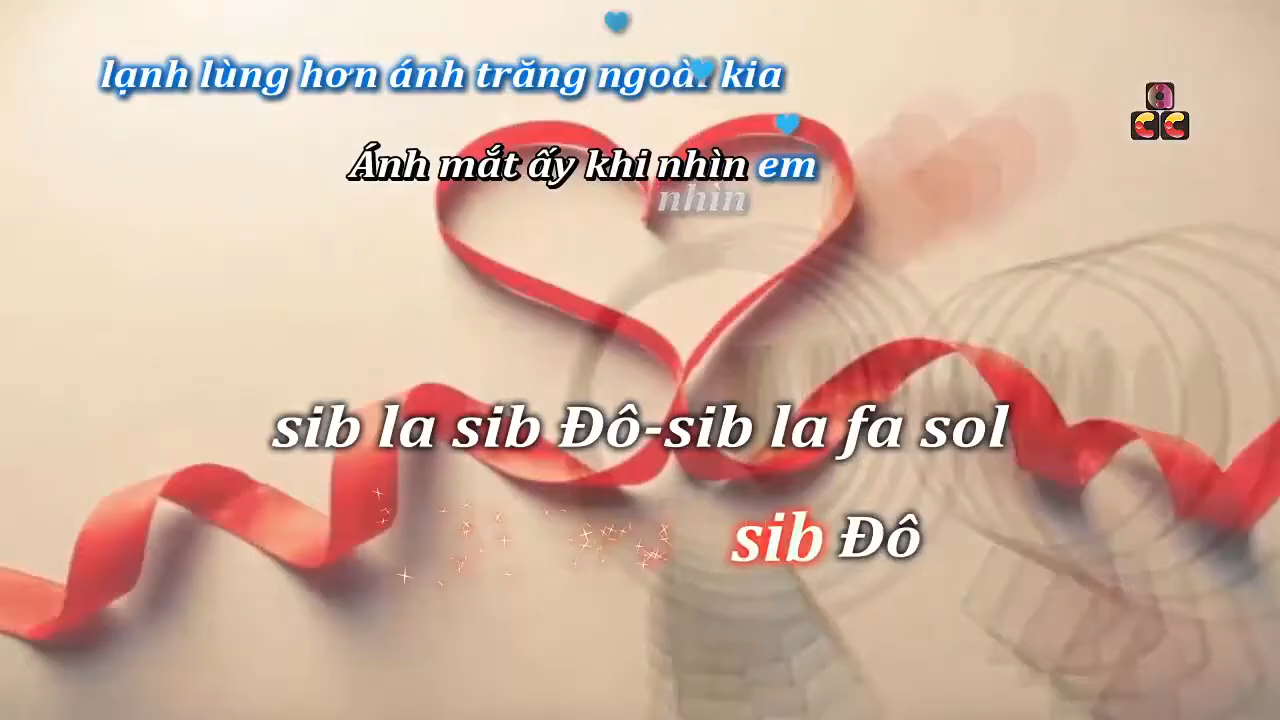 lạnh lùng hơn ánh trăng ngoài kia
Ánh mắt ấy khi nhìn em
nhìn
sib la sib Đô-sib la fa sol
sib Đô
a
C C